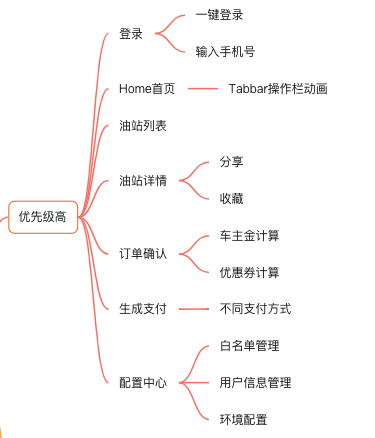 一键登录
登录
输入手机号
Home首页
Tabbar操作栏动画
油站列表
分享
油站详情
收藏
优先级高
车主金计算
订单确认
优惠券计算
生成支付
不同支付方式
白名单管理
配置中心
用户信息管理
环境配置